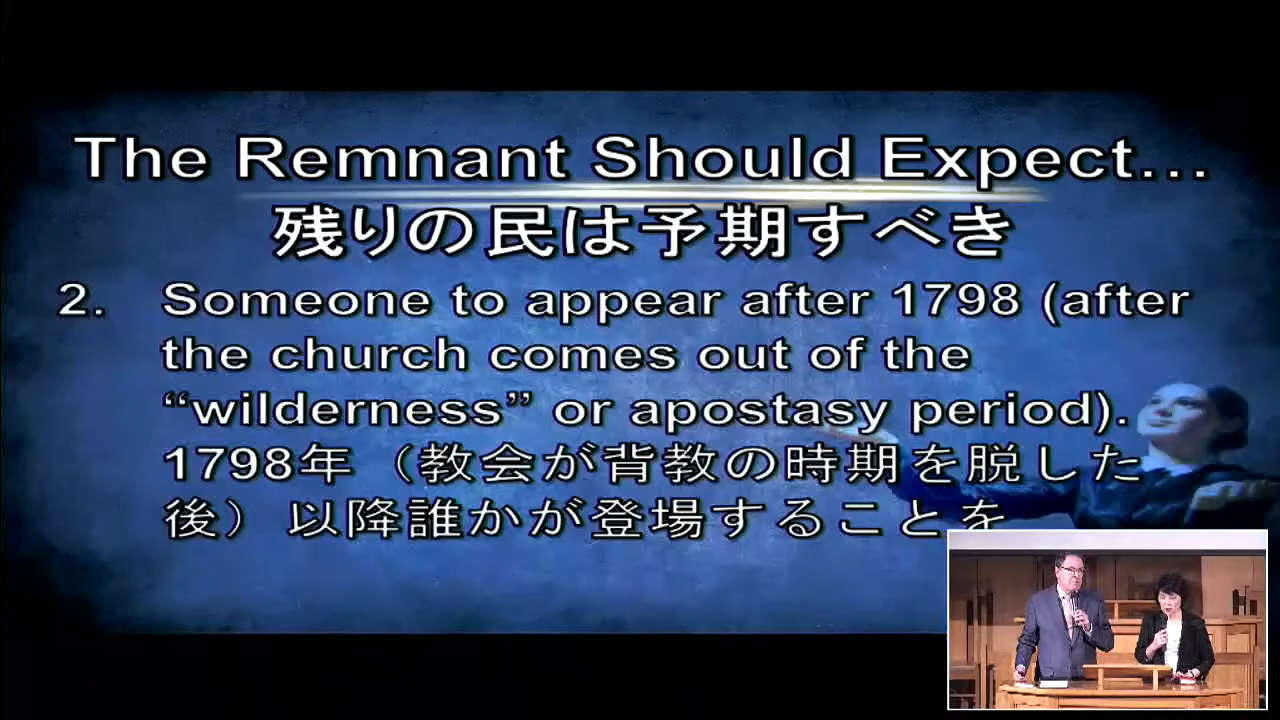 The Remnant Should Expect...
残りの民は予期すべき
2. Someone to appear after 1798 (after
the church comes out of the
“wilderness” or apostasy period).
1798年（教会が背教の時期を脱した
後）以降誰かが登場することを